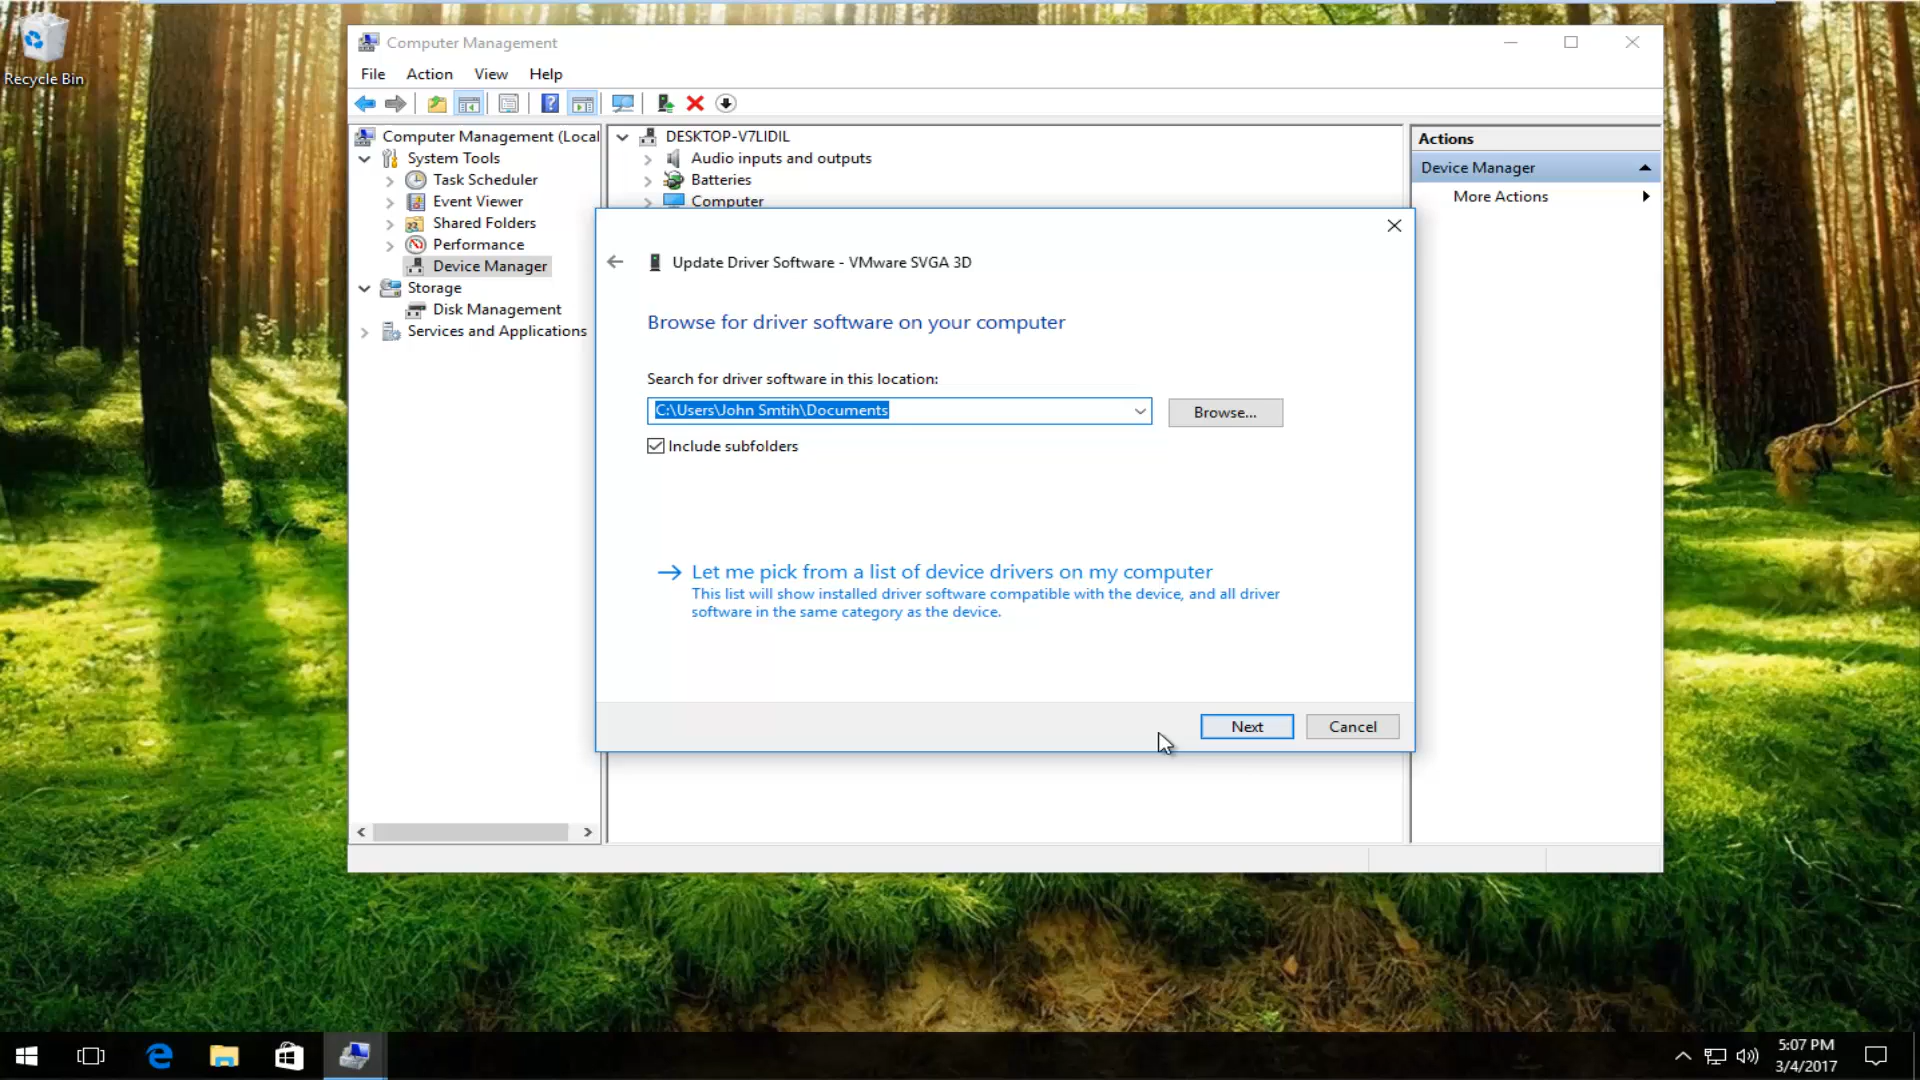 Recycle Bin
Computer Management
File Action View Help
Computer Management (Local
System Tools
Task Scheduler
Event Viewer
Shared Folders
Performance
Device Manager
Storage
Disk Management
Services and Applications
DESKTOP-V7LIDIL
Audio inputs and outputs
Batteries
Computer
Actions
Device Manager
More Actions
Update Driver Software - VMware SVGA 3D
Browse for driver software on your computer
Search for driver software in this location:
C:\Users\John Smtih\Documents
Browse...
Include subfolders
Let me pick from a list of device drivers on my computer
This list will show installed driver software compatible with the device, and all driver
software in the same category as the device.
Next
Cancel
5:07 PM
3/4/2017